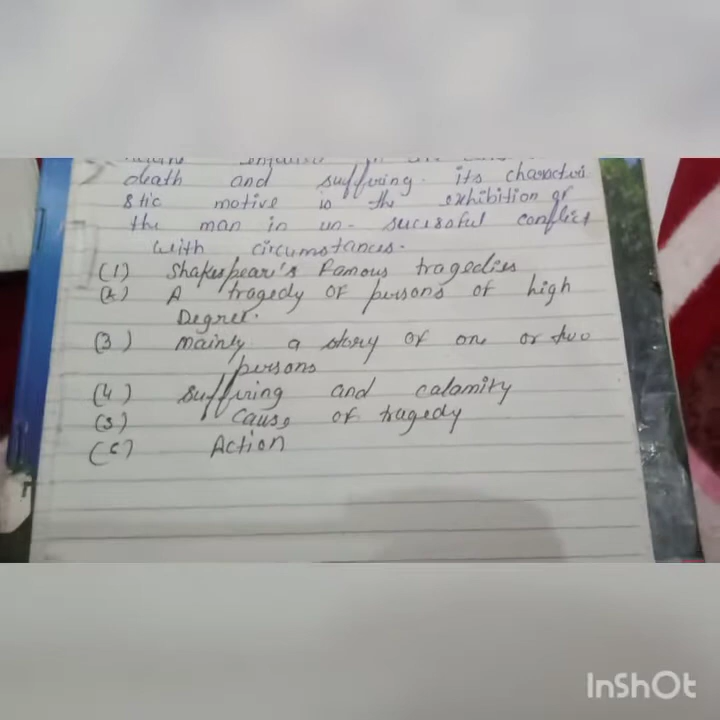 death and suffering. its characteri
stic motive is the exhibition of
the man in un- sucessful conflict
with circumstances.
(1) Shakespear's Famous tragedies
(2) A tragedy of persons of high
Degree.
(3) mainly a story of one or two
persons
(4) suffering and calamity
(5) Cause of tragedy
(6) Action
InShOt